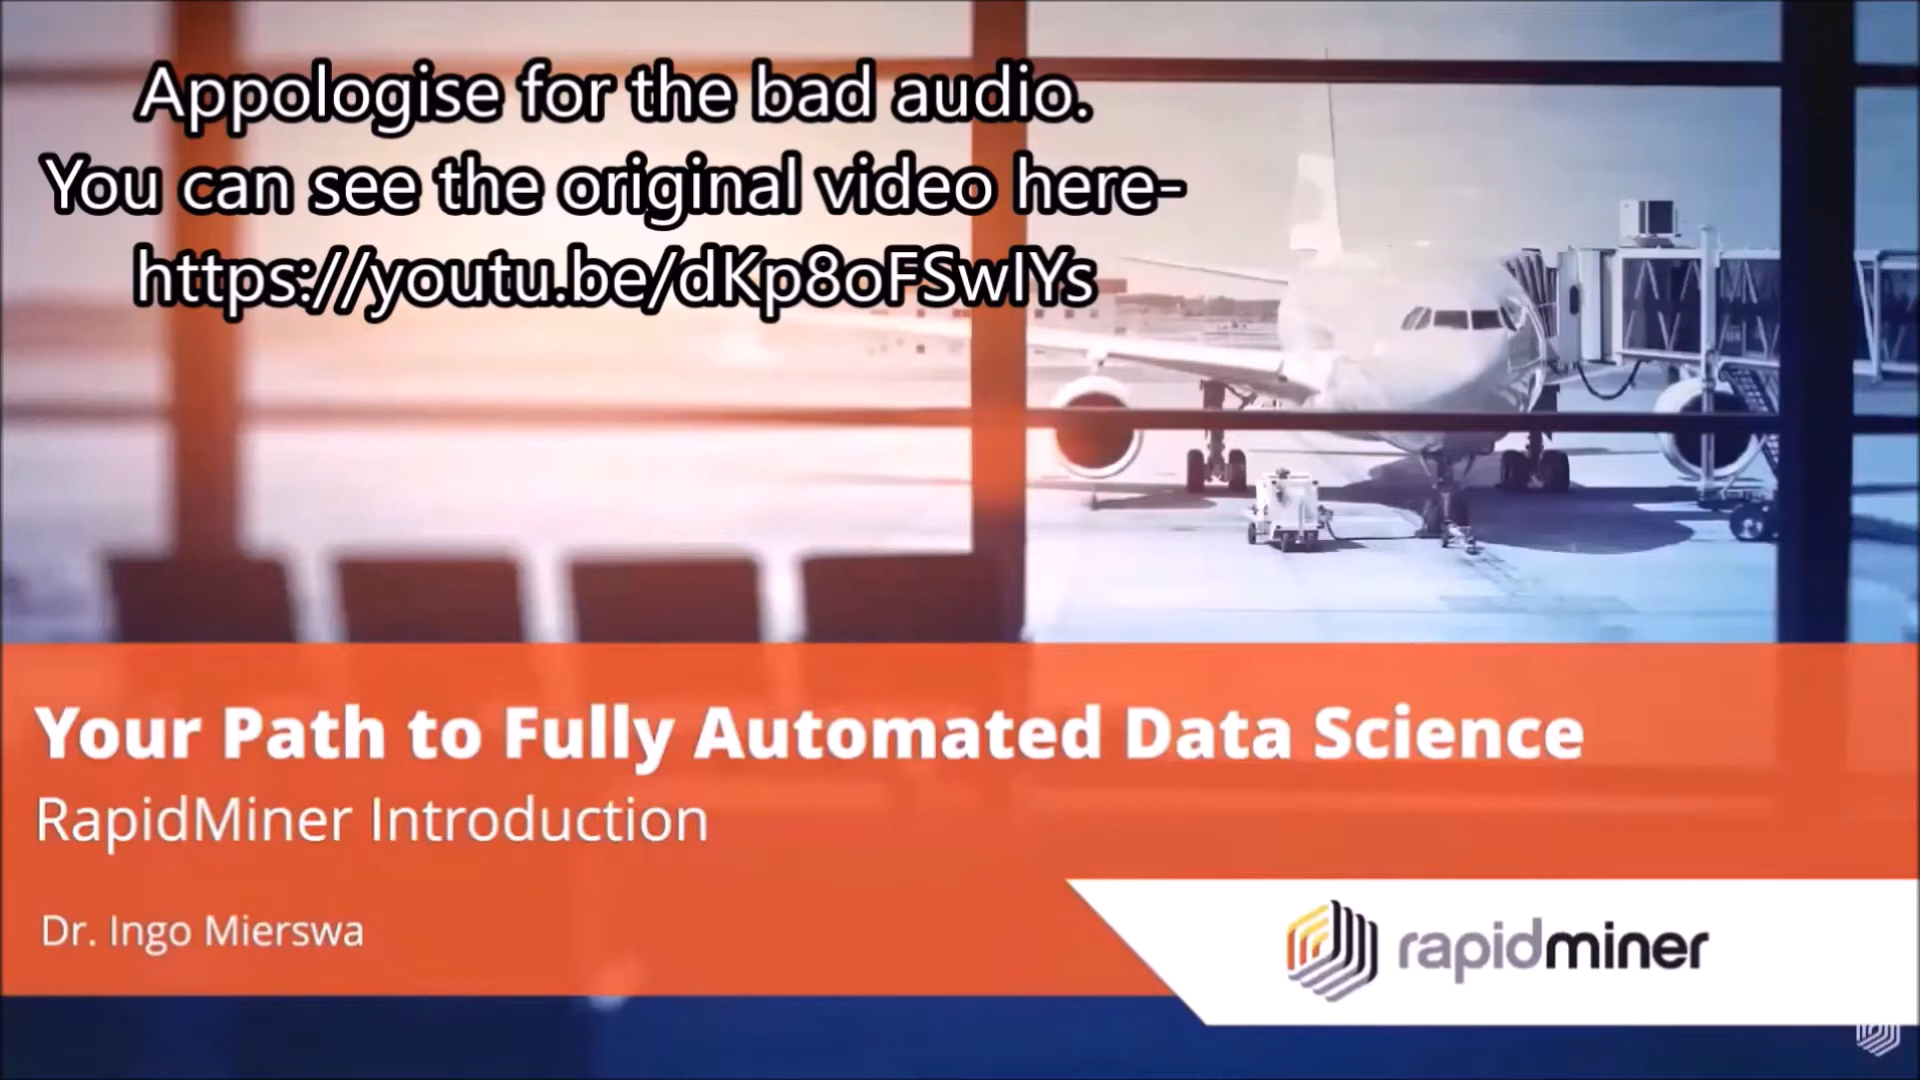 Appologise for the bad audio.
You can see the original video here-
https://youtu.be/dKp8oFSwIYs
Your Path to Fully Automated Data Science
RapidMiner Introduction
Dr. Ingo Mierswa
rapidminer